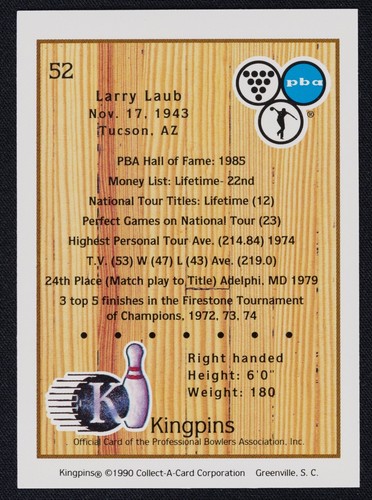 52
pba
®
Larry Laub
Nov. 17, 1943
Tucson, AZ
PBA Hall of Fame: 1985
Money List: Lifetime- 22nd
National Tour Titles: Lifetime (12)
Perfect Games on National Tour (23)
Highest Personal Tour Ave. (214.84) 1974
T.V. (53) W (47) L (43) Ave. (219.0)
24th Place (Match play to Title) Adelphi, MD 1979
3 top 5 finishes in the Firestone Tournament
of Champions, 1972, 73, 74
Right handed
Height: 6'0"
Weight: 180
K
Kingpins
Official Card of the Professional Bowlers Association, Inc.
Kingpins® ©1990 Collect-A-Card Corporation Greenville, S. C.